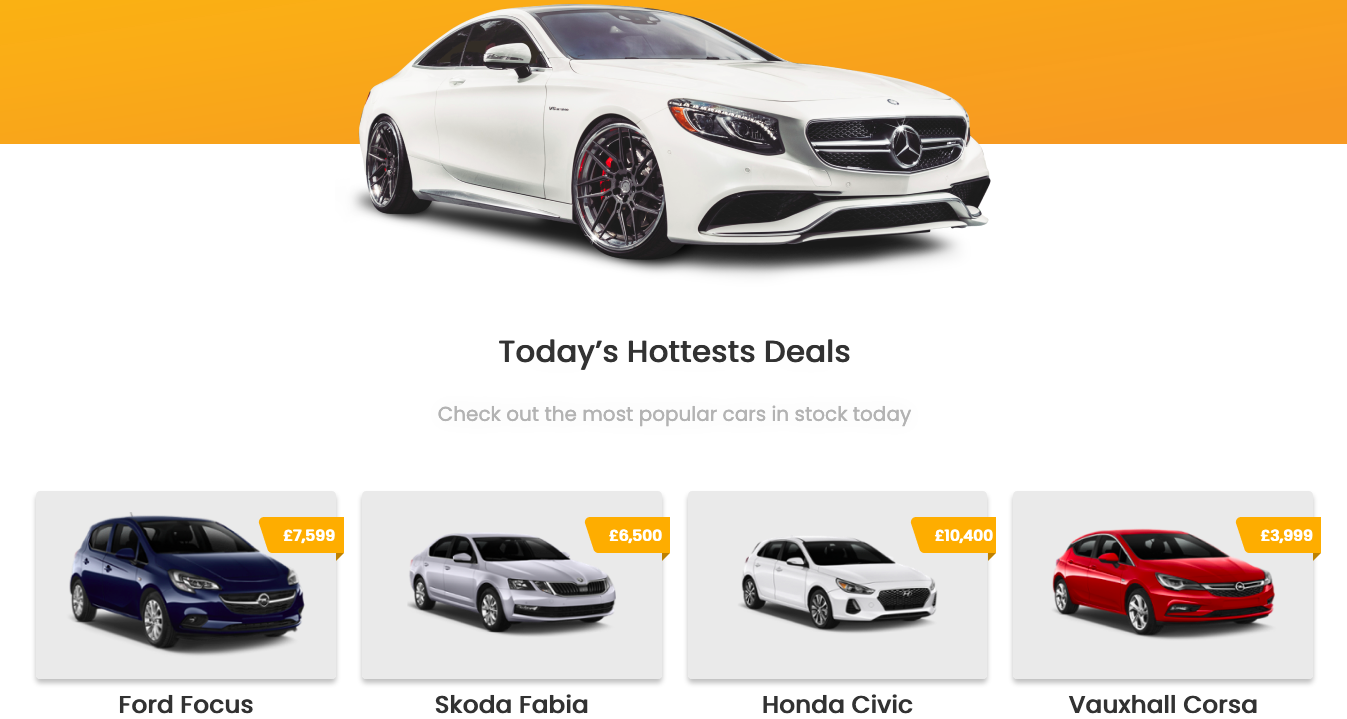 Today’s Hottests Deals
Check out the most popular cars in stock today
£7,599
£6,500
£10,400
£3,999
Ford Focus
Skoda Fabia
Honda Civic
Vauxhall Corsa